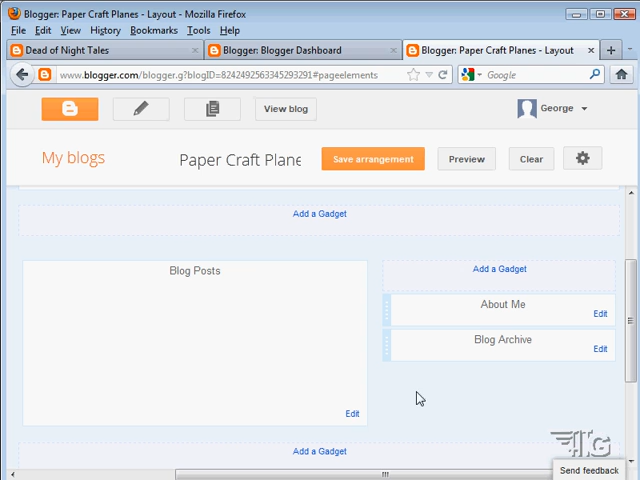 Blogger: Paper Craft Planes - Layout - Mozilla Firefox
File Edit View History Bookmarks Tools Help
Dead of Night Tales Blogger: Blogger Dashboard Blogger: Paper Craft Planes - Layout
www.blogger.com/blogger.g?blogID=8242492563345293291#pageelements Google
View blog George
My blogs Paper Craft Plane Save arrangement Preview Clear
Add a Gadget
Blog Posts Add a Gadget
About Me
Edit
Blog Archive
Edit
Edit
Add a Gadget
Send feedback